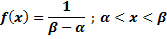 f(x) = 1/(β − α) ; α < x < β